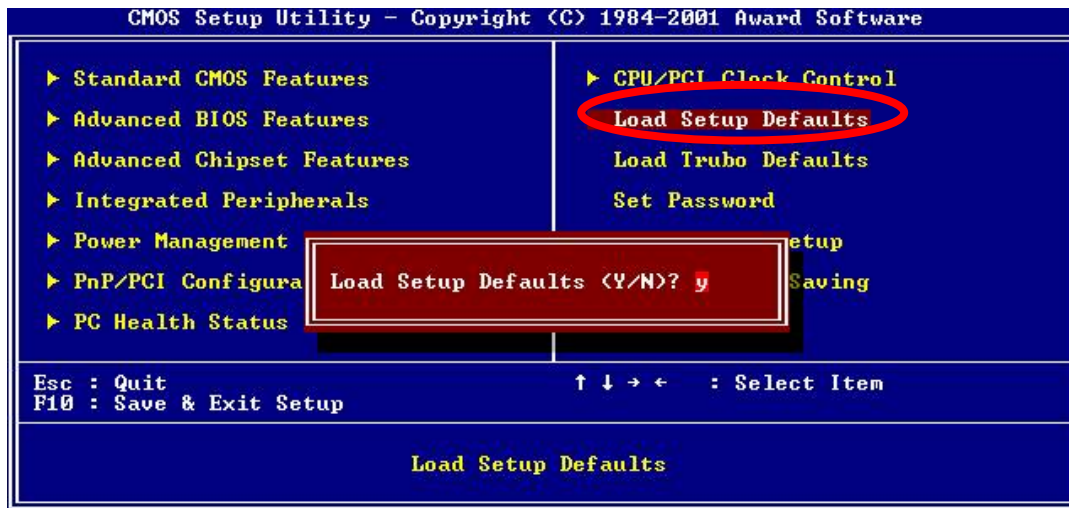 CMOS Setup Utility – Copyright (C) 1984–2001 Award Software
▶ Standard CMOS Features
▶ Advanced BIOS Features
▶ Advanced Chipset Features
▶ Integrated Peripherals
▶ Power Management
▶ PnP/PCI Configura
▶ PC Health Status
▶ CPU/PCI Clock Control
Load Setup Defaults
Load Trubo Defaults
Set Password
etup
Saving
Load Setup Defaults (Y/N)? y
Esc : Quit
F10 : Save & Exit Setup
↑ ↓ → ← : Select Item
Load Setup Defaults